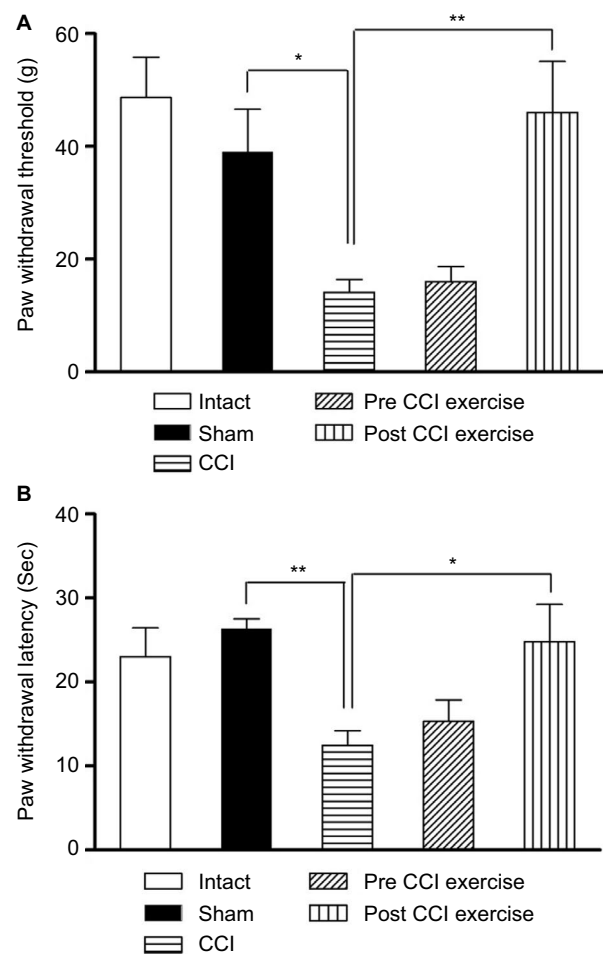 A
Paw withdrawal threshold (g)
60
40
20
0
*
**
Intact
Sham
CCI
Pre CCI exercise
Post CCI exercise
B
Paw withdrawal latency (Sec)
40
30
20
10
0
**
*
Intact
Sham
CCI
Pre CCI exercise
Post CCI exercise